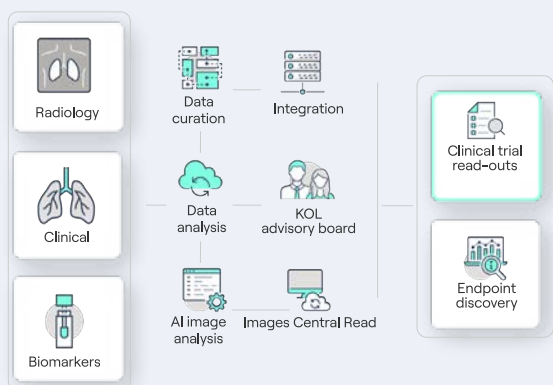 Radiology
Clinical
Biomarkers
Data
curation
Integration
Data
analysis
KOL
advisory board
AI image
analysis
Images Central Read
Clinical trial
read-outs
Endpoint
discovery